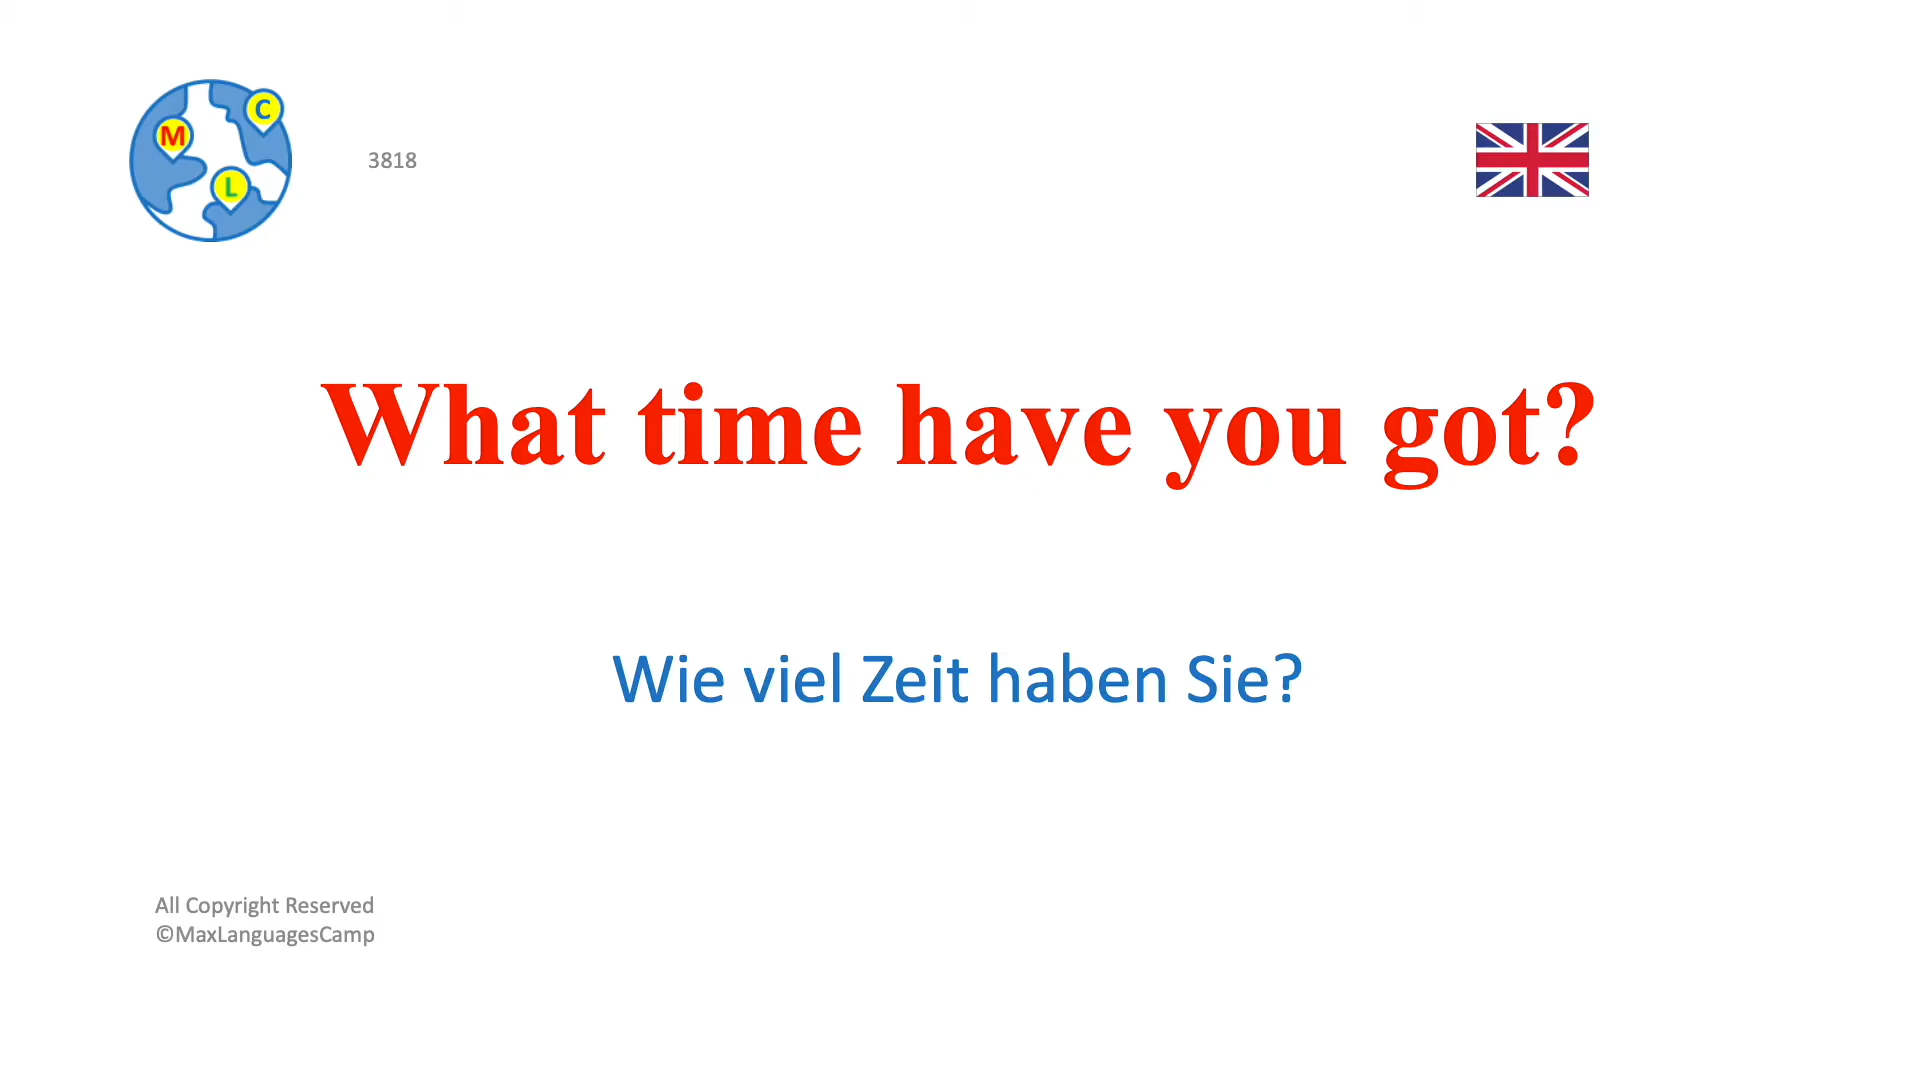 M
C
L
3818
What time have you got?
Wie viel Zeit haben Sie?
All Copyright Reserved
©MaxLanguagesCamp